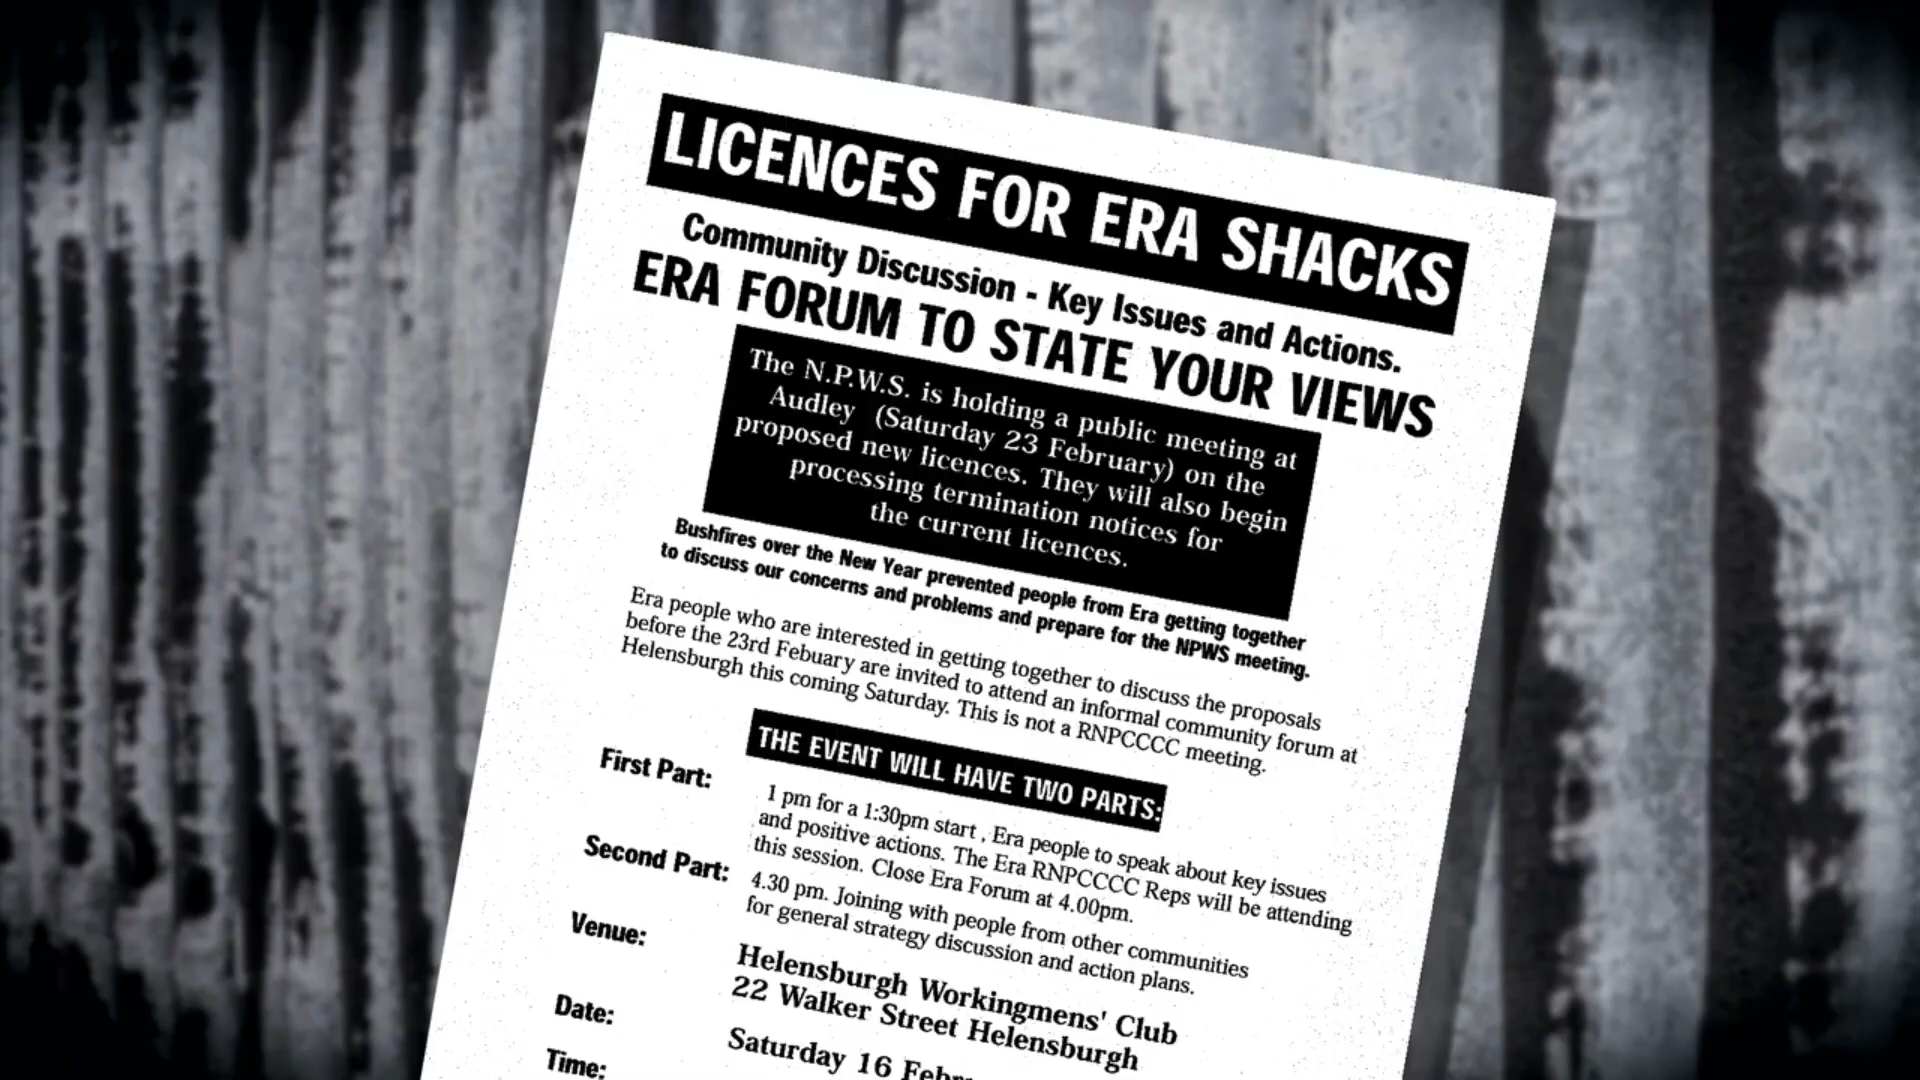 LICENCES FOR ERA SHACKS
Community Discussion - Key Issues and Actions.
ERA FORUM TO STATE YOUR VIEWS
The N.P.W.S. is holding a public meeting at
Audley (Saturday 23 February) on the
proposed new licences. They will also begin
processing termination notices for
the current licences.
Bushfires over the New Year prevented people from Era getting together
to discuss our concerns and problems and prepare for the NPWS meeting.
Era people who are interested in getting together to discuss the proposals
before the 23rd Febuary are invited to attend an informal community forum at
Helensburgh this coming Saturday. This is not a RNPCCCC meeting.
THE EVENT WILL HAVE TWO PARTS:
First Part:
1 pm for a 1:30pm start , Era people to speak about key issues
and positive actions. The Era RNPCCCC Reps will be attending
this session. Close Era Forum at 4.00pm.
Second Part:
4.30 pm. Joining with people from other communities
for general strategy discussion and action plans.
Venue:
Helensburgh Workingmens' Club
22 Walker Street Helensburgh
Date:
Saturday 16
Time: